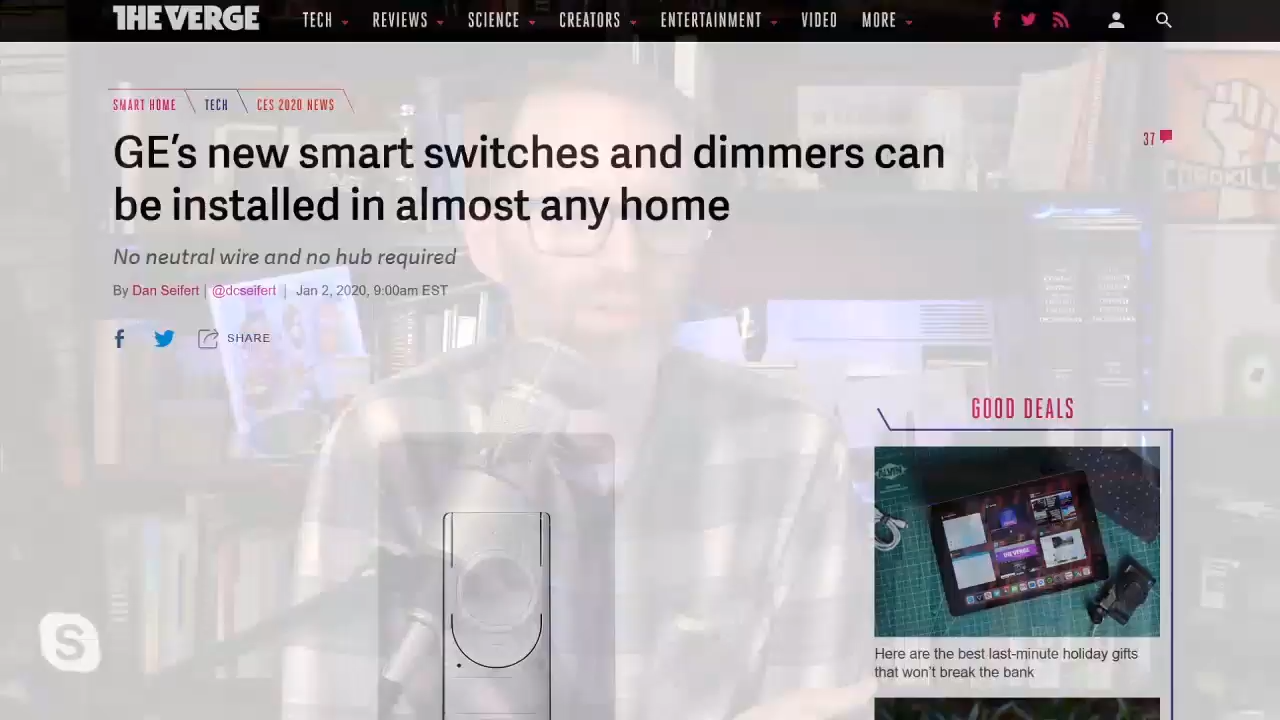 THE VERGE
TECH REVIEWS SCIENCE CREATORS ENTERTAINMENT VIDEO MORE
SMART HOME TECH CES 2020 NEWS
GE's new smart switches and dimmers can
be installed in almost any home
37
No neutral wire and no hub required
By Dan Seifert | @dcseifert | Jan 2, 2020, 9:00am EST
SHARE
GOOD DEALS
ALVIN
THE VERGE
Here are the best last-minute holiday gifts
that won't break the bank